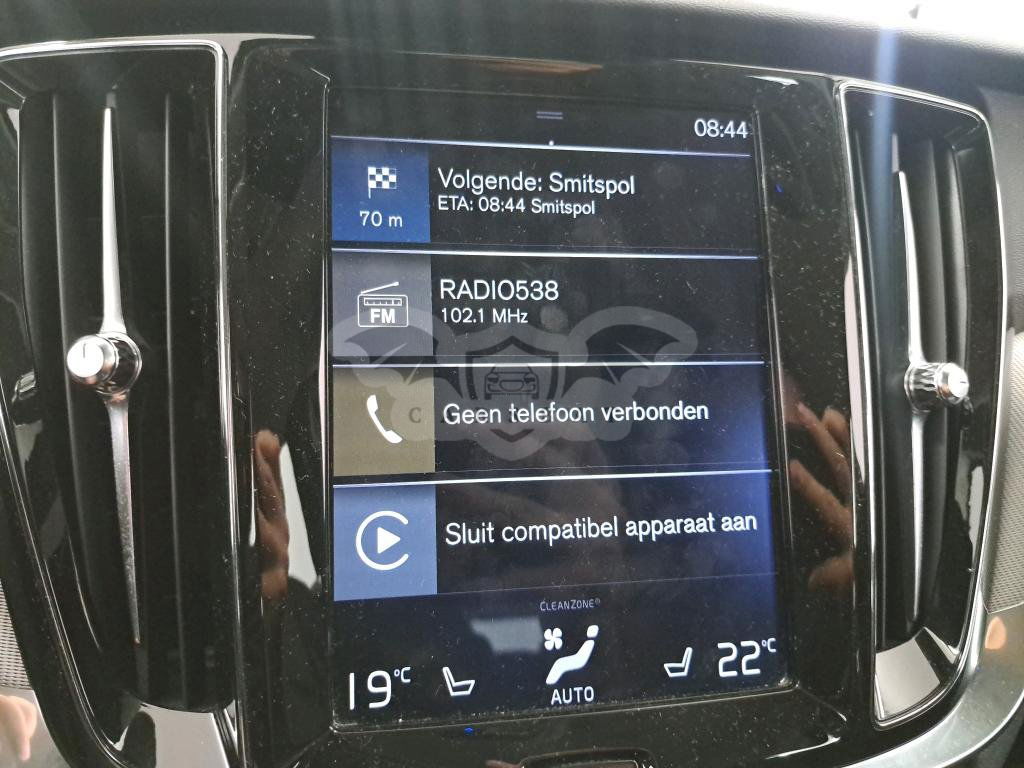 08:44
Volgende: Smitspol
ETA: 08:44 Smitspol
70 m
RADIO538
102.1 MHz
FM
Geen telefoon verbonden
Sluit compatibel apparaat aan
CLEANZONE®
19°C
AUTO
22°C